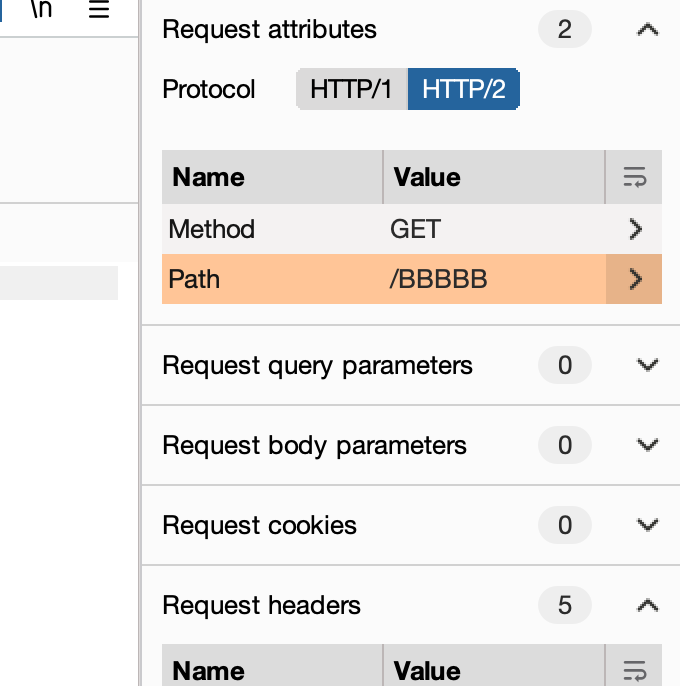 \n
Request attributes 2
Protocol HTTP/1 HTTP/2
Name Value
Method GET
Path /BBBBB
Request query parameters 0
Request body parameters 0
Request cookies 0
Request headers 5
Name Value